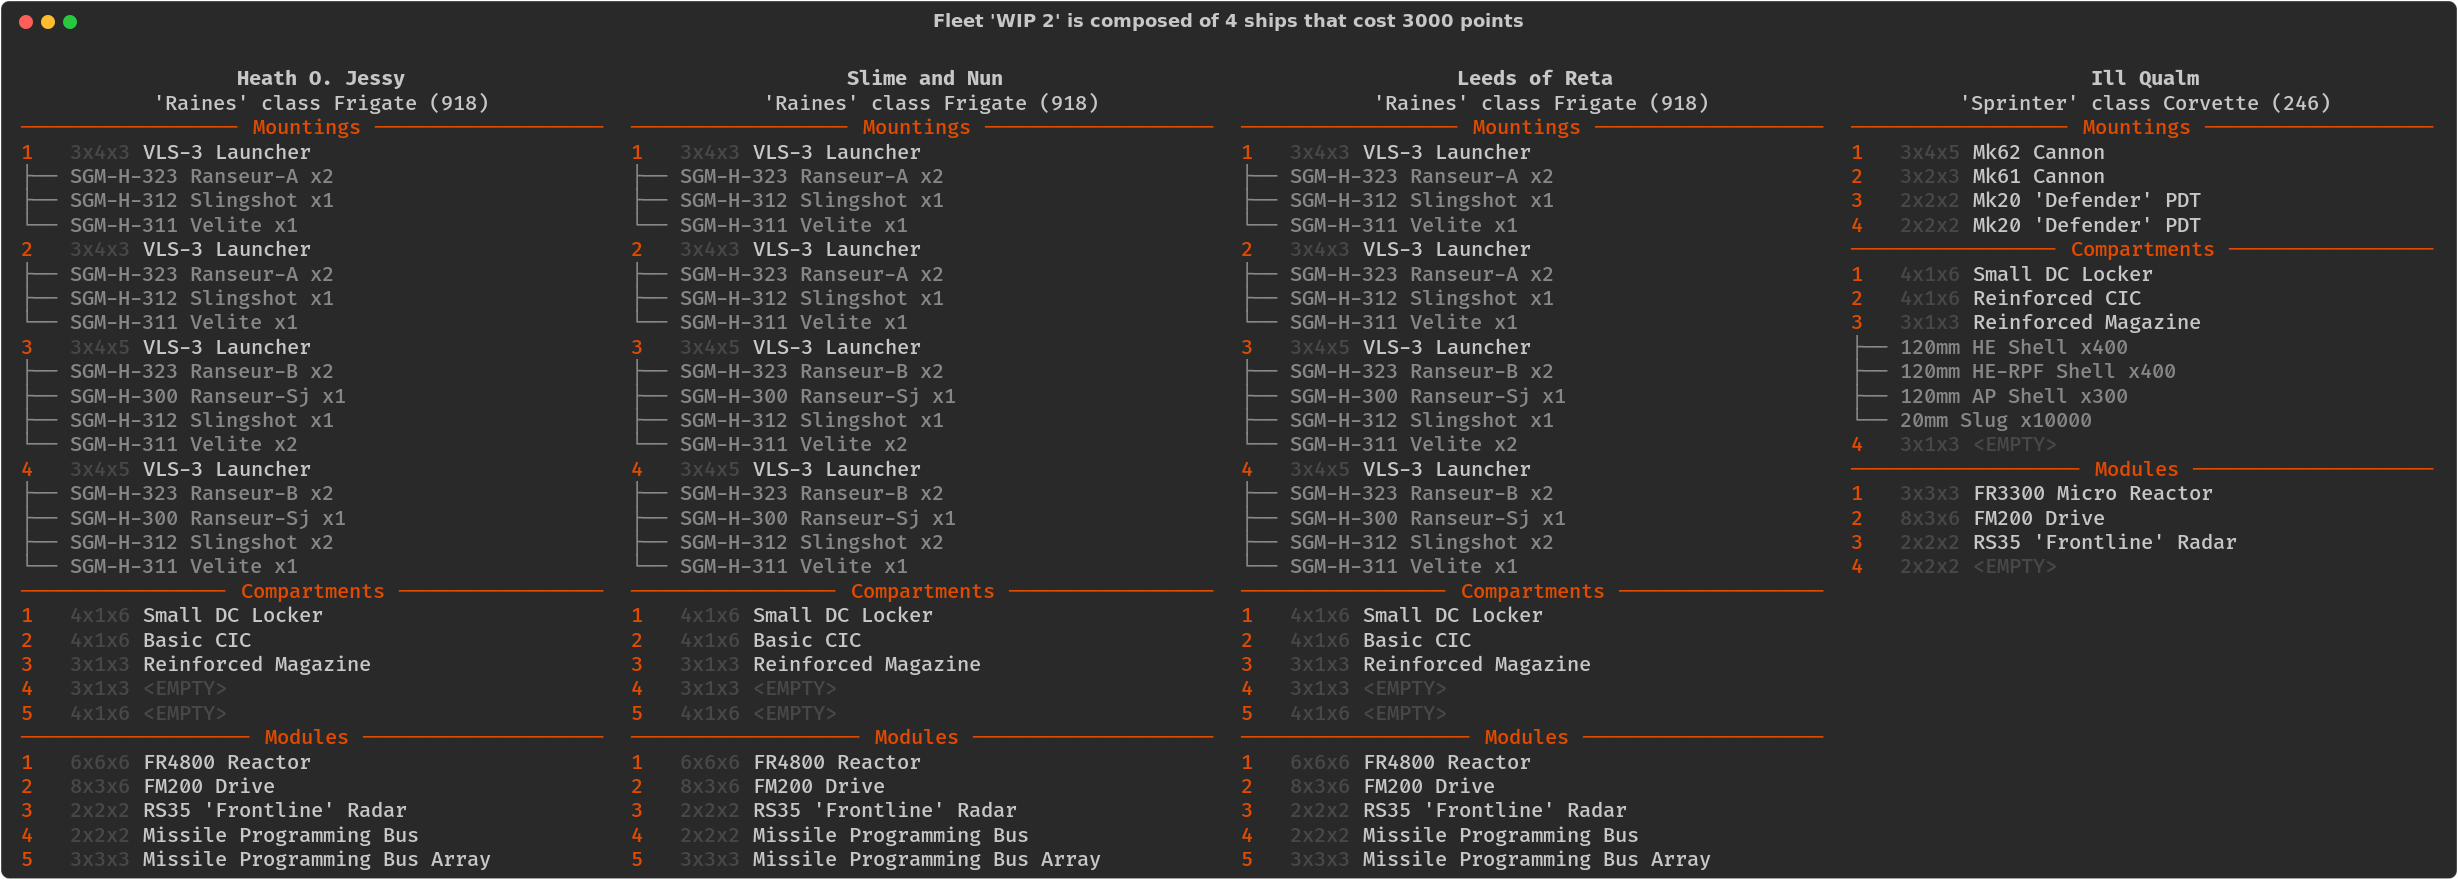 Fleet 'WIP 2' is composed of 4 ships that cost 3000 points
Heath O. Jessy
'Raines' class Frigate (918)
Mountings
1 3x4x3 VLS-3 Launcher
SGM-H-323 Ranseur-A x2
SGM-H-312 Slingshot x1
SGM-H-311 Velite x1
2 3x4x3 VLS-3 Launcher
SGM-H-323 Ranseur-A x2
SGM-H-312 Slingshot x1
SGM-H-311 Velite x1
3 3x4x5 VLS-3 Launcher
SGM-H-323 Ranseur-B x2
SGM-H-300 Ranseur-Sj x1
SGM-H-312 Slingshot x1
SGM-H-311 Velite x2
4 3x4x5 VLS-3 Launcher
SGM-H-323 Ranseur-B x2
SGM-H-300 Ranseur-Sj x1
SGM-H-312 Slingshot x2
SGM-H-311 Velite x1
Compartments
1 4x1x6 Small DC Locker
2 4x1x6 Basic CIC
3 3x1x3 Reinforced Magazine
4 3x1x3 <EMPTY>
5 4x1x6 <EMPTY>
Modules
1 6x6x6 FR4800 Reactor
2 8x3x6 FM200 Drive
3 2x2x2 RS35 'Frontline' Radar
4 2x2x2 Missile Programming Bus
5 3x3x3 Missile Programming Bus Array
Slime and Nun
'Raines' class Frigate (918)
Mountings
1 3x4x3 VLS-3 Launcher
SGM-H-323 Ranseur-A x2
SGM-H-312 Slingshot x1
SGM-H-311 Velite x1
2 3x4x3 VLS-3 Launcher
SGM-H-323 Ranseur-A x2
SGM-H-312 Slingshot x1
SGM-H-311 Velite x1
3 3x4x5 VLS-3 Launcher
SGM-H-323 Ranseur-B x2
SGM-H-300 Ranseur-Sj x1
SGM-H-312 Slingshot x1
SGM-H-311 Velite x2
4 3x4x5 VLS-3 Launcher
SGM-H-323 Ranseur-B x2
SGM-H-300 Ranseur-Sj x1
SGM-H-312 Slingshot x2
SGM-H-311 Velite x1
Compartments
1 4x1x6 Small DC Locker
2 4x1x6 Basic CIC
3 3x1x3 Reinforced Magazine
4 3x1x3 <EMPTY>
5 4x1x6 <EMPTY>
Modules
1 6x6x6 FR4800 Reactor
2 8x3x6 FM200 Drive
3 2x2x2 RS35 'Frontline' Radar
4 2x2x2 Missile Programming Bus
5 3x3x3 Missile Programming Bus Array
Leeds of Reta
'Raines' class Frigate (918)
Mountings
1 3x4x3 VLS-3 Launcher
SGM-H-323 Ranseur-A x2
SGM-H-312 Slingshot x1
SGM-H-311 Velite x1
2 3x4x3 VLS-3 Launcher
SGM-H-323 Ranseur-A x2
SGM-H-312 Slingshot x1
SGM-H-311 Velite x1
3 3x4x5 VLS-3 Launcher
SGM-H-323 Ranseur-B x2
SGM-H-300 Ranseur-Sj x1
SGM-H-312 Slingshot x1
SGM-H-311 Velite x2
4 3x4x5 VLS-3 Launcher
SGM-H-323 Ranseur-B x2
SGM-H-300 Ranseur-Sj x1
SGM-H-312 Slingshot x2
SGM-H-311 Velite x1
Compartments
1 4x1x6 Small DC Locker
2 4x1x6 Basic CIC
3 3x1x3 Reinforced Magazine
4 3x1x3 <EMPTY>
5 4x1x6 <EMPTY>
Modules
1 6x6x6 FR4800 Reactor
2 8x3x6 FM200 Drive
3 2x2x2 RS35 'Frontline' Radar
4 2x2x2 Missile Programming Bus
5 3x3x3 Missile Programming Bus Array
Ill Qualm
'Sprinter' class Corvette (246)
Mountings
1 3x4x5 Mk62 Cannon
2 3x2x3 Mk61 Cannon
3 2x2x2 Mk20 'Defender' PDT
4 2x2x2 Mk20 'Defender' PDT
Compartments
1 4x1x6 Small DC Locker
2 4x1x6 Reinforced CIC
3 3x1x3 Reinforced Magazine
120mm HE Shell x400
120mm HE-RPF Shell x400
120mm AP Shell x300
20mm Slug x10000
4 3x1x3 <EMPTY>
Modules
1 3x3x3 FR3300 Micro Reactor
2 8x3x6 FM200 Drive
3 2x2x2 RS35 'Frontline' Radar
4 2x2x2 <EMPTY>